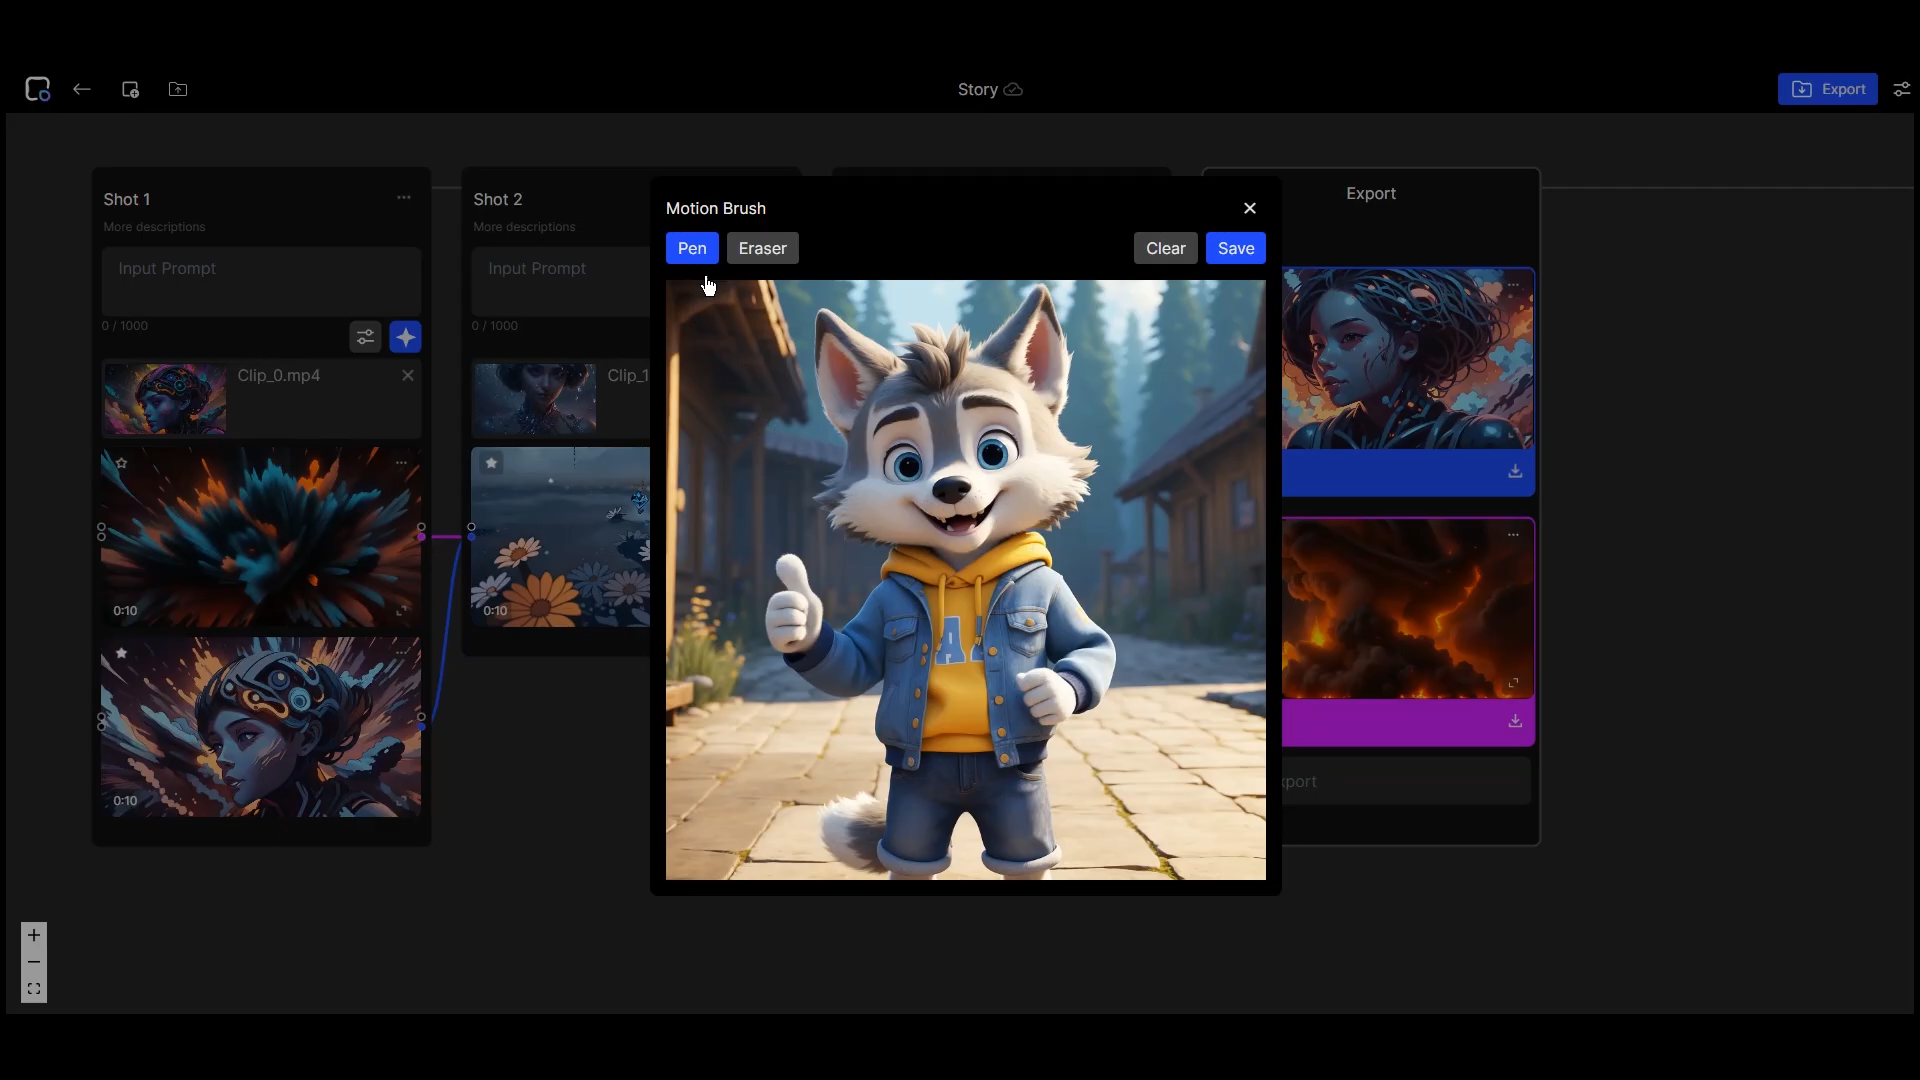 Story
Export
Shot 1
More descriptions
Input Prompt
0 / 1000
Clip_0.mp4
0:10
0:10
Shot 2
More descriptions
Input Prompt
0 / 1000
Clip_1
0:10
Motion Brush
Pen
Eraser
Clear
Save
A
Export
xport